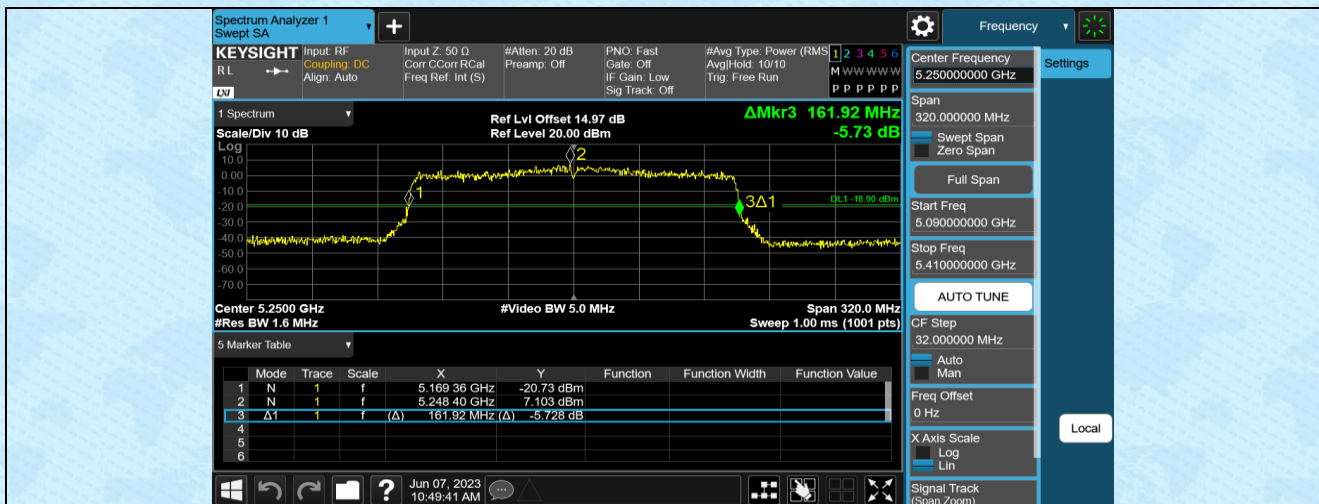 Spectrum Analyzer 1
Swept SA
+
Frequency
KEYSIGHT
R L
LXI
Input: RF
Coupling: DC
Align: Auto
Input Z: 50 Ω
Corr CCorr RCal
Freq Ref: Int (S)
#Atten: 20 dB
Preamp: Off
PNO: Fast
Gate: Off
IF Gain: Low
Sig Track: Off
#Avg Type: Power (RMS
Avg|Hold: 10/10
Trig: Free Run
1 2 3 4 5 6
M W W W W W
P P P P P P
1 Spectrum
Scale/Div 10 dB
Ref Lvl Offset 14.97 dB
Ref Level 20.00 dBm
ΔMkr3 161.92 MHz
-5.73 dB
Log
10.0
0.00
-10.0
-20.0
-30.0
-40.0
-50.0
-60.0
-70.0
1
2
3Δ1
DL1 -18.90 dBm
Center 5.2500 GHz
#Video BW 5.0 MHz
Span 320.0 MHz
#Res BW 1.6 MHz
Sweep 1.00 ms (1001 pts)
5 Marker Table
Mode Trace Scale X Y Function Function Width Function Value
1 N 1 f 5.169 36 GHz -20.73 dBm
2 N 1 f 5.248 40 GHz 7.103 dBm
3 Δ1 1 f (Δ) 161.92 MHz (Δ) -5.728 dB
4
5
6
?
Jun 07, 2023
10:49:41 AM
Center Frequency
5.250000000 GHz
Settings
Span
320.000000 MHz
Swept Span
Zero Span
Full Span
Start Freq
5.090000000 GHz
Stop Freq
5.410000000 GHz
AUTO TUNE
CF Step
32.000000 MHz
Auto
Man
Freq Offset
0 Hz
Local
X Axis Scale
Log
Lin
Signal Track
(Span Zoom)